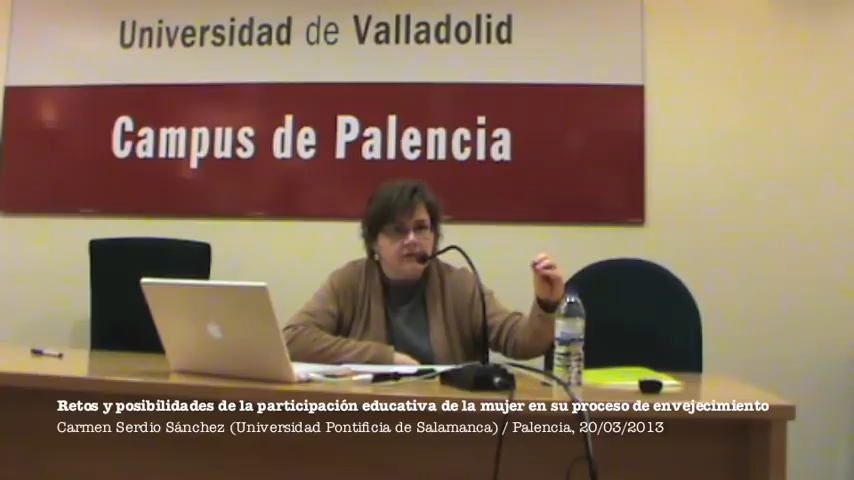 Universidad de Valladolid
Campus de Palencia
Retos y posibilidades de la participación educativa de la mujer en su proceso de envejecimiento
Carmen Serdio Sánchez (Universidad Pontificia de Salamanca) / Palencia, 20/03/2013